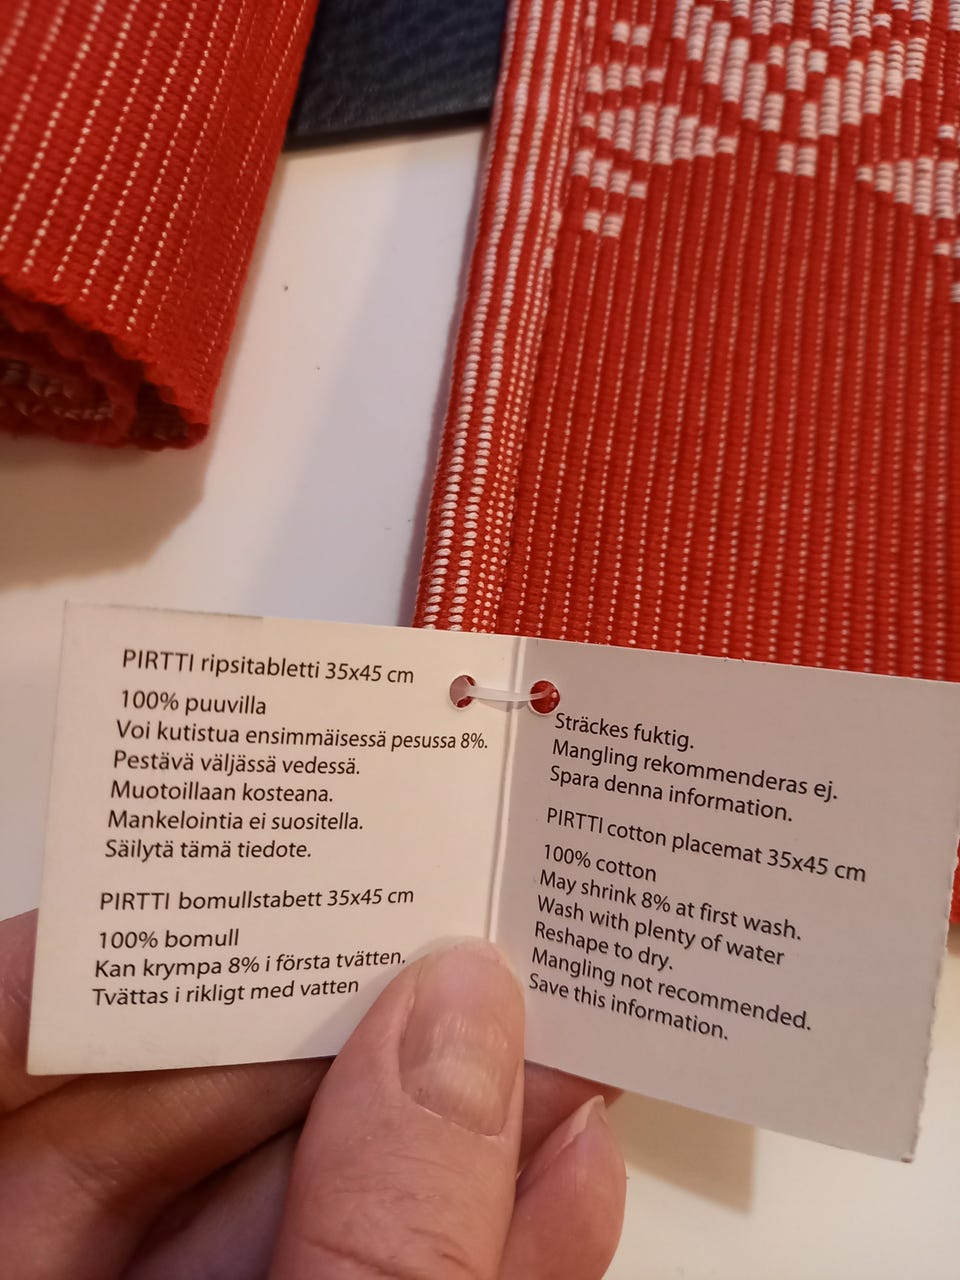 PIRTTI ripsitabletti 35x45 cm
100% puuvilla
Voi kutistua ensimmäisessä pesussa 8%.
Pestävä väljässä vedessä.
Muotoillaan kosteana.
Mankelointia ei suositella.
Säilytä tämä tiedote.
PIRTTI bomullstabett 35x45 cm
100% bomull
Kan krympa 8% i första tvätten.
Tvättas i rikligt med vatten
Sträckes fuktig.
Mangling rekommenderas ej.
Spara denna information.
PIRTTI cotton placemat 35x45 cm
100% cotton
May shrink 8% at first wash.
Wash with plenty of water
Reshape to dry.
Mangling not recommended.
Save this information.